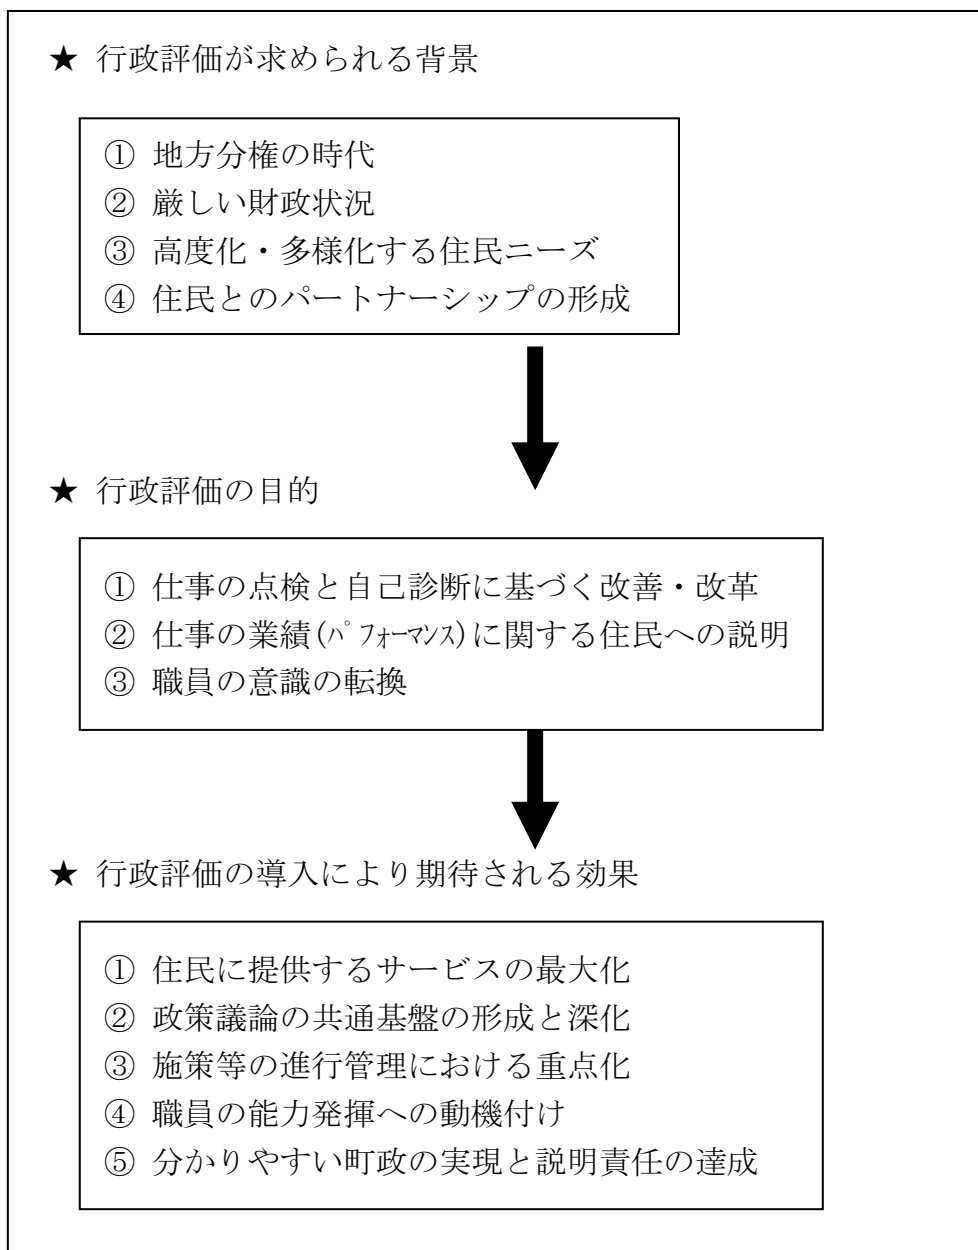 ★ 行政評価が求められる背景
① 地方分権の時代
② 厳しい財政状況
③ 高度化・多様化する住民ニーズ
④ 住民とのパートナーシップの形成
★ 行政評価の目的
① 仕事の点検と自己診断に基づく改善・改革
② 仕事の業績(ﾊﾟﾌｫｰﾏﾝｽ)に関する住民への説明
③ 職員の意識の転換
★ 行政評価の導入により期待される効果
① 住民に提供するサービスの最大化
② 政策議論の共通基盤の形成と深化
③ 施策等の進行管理における重点化
④ 職員の能力発揮への動機付け
⑤ 分かりやすい町政の実現と説明責任の達成